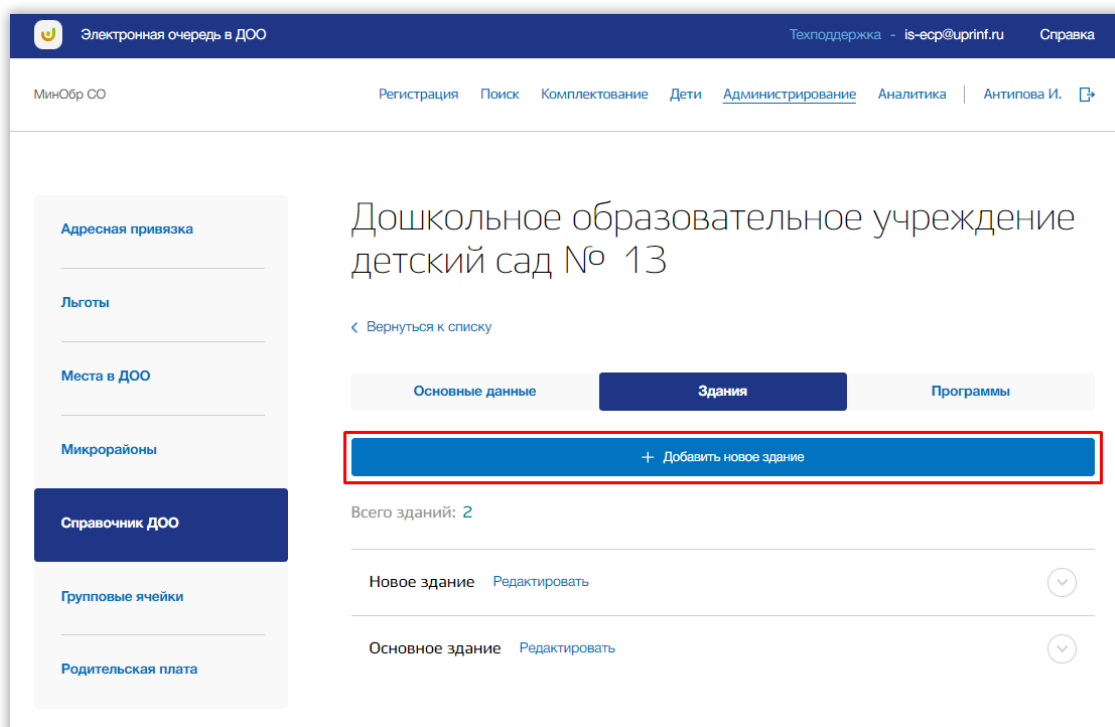 Электронная очередь в ДОО
Техподдержка - is-ecp@uprinf.ru Справка
МинОбр СО
Регистрация Поиск Комплектование Дети Администрирование Аналитика Антипова И.
Адресная привязка
Льготы
Места в ДОО
Микрорайоны
Справочник ДОО
Групповые ячейки
Родительская плата
Дошкольное образовательное учреждение
детский сад № 13
Вернуться к списку
Основные данные Здания Программы
+ Добавить новое здание
Всего зданий: 2
Новое здание Редактировать
Основное здание Редактировать